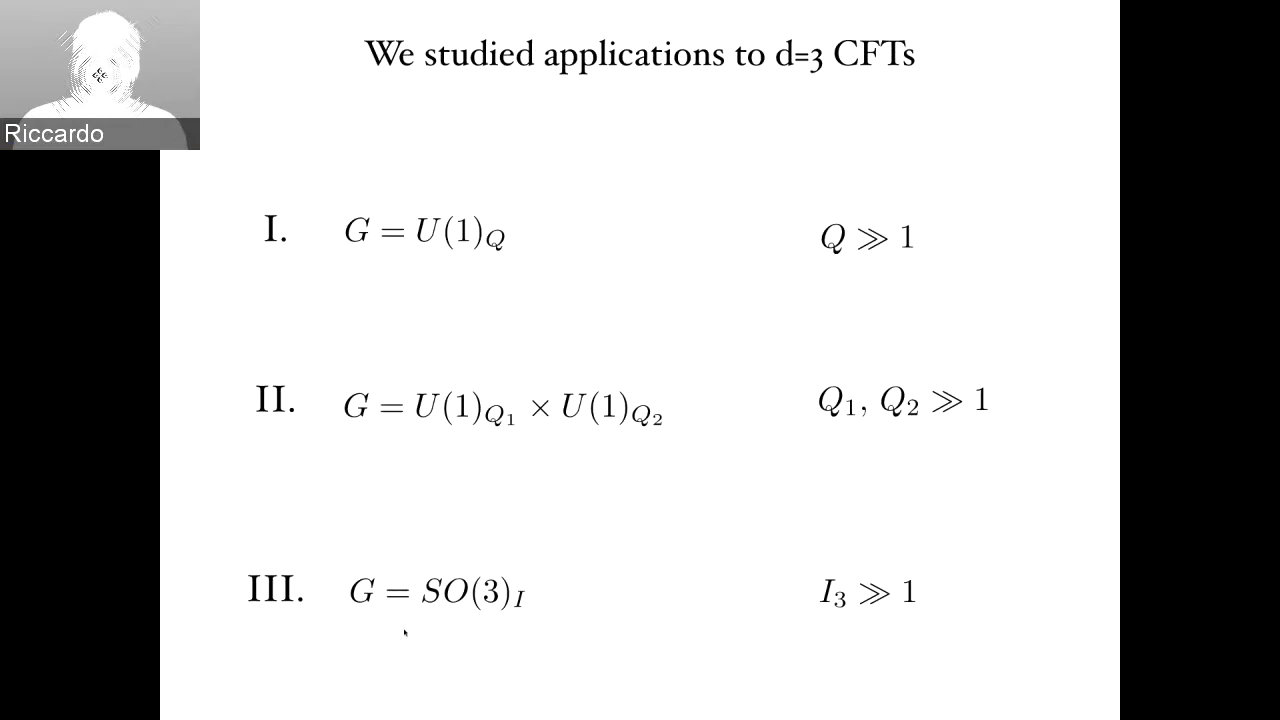 We studied applications to d=3 CFTs
Riccardo
I. G = U(1)_Q Q ≫ 1
II. G = U(1)_{Q_1} × U(1)_{Q_2} Q_1, Q_2 ≫ 1
III. G = SO(3)_I I_3 ≫ 1